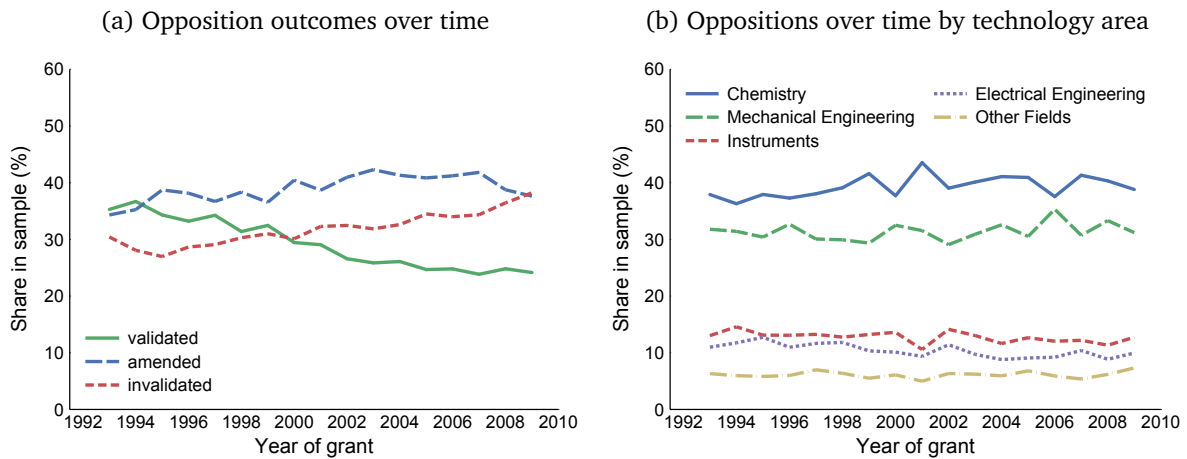 (a) Opposition outcomes over time
60
50
40
30
20
10
0
Share in sample (%)
validated
amended
invalidated
1992 1994 1996 1998 2000 2002 2004 2006 2008 2010
Year of grant
(b) Oppositions over time by technology area
60
50
40
30
20
10
0
Share in sample (%)
Chemistry
Mechanical Engineering
Instruments
Electrical Engineering
Other Fields
1992 1994 1996 1998 2000 2002 2004 2006 2008 2010
Year of grant